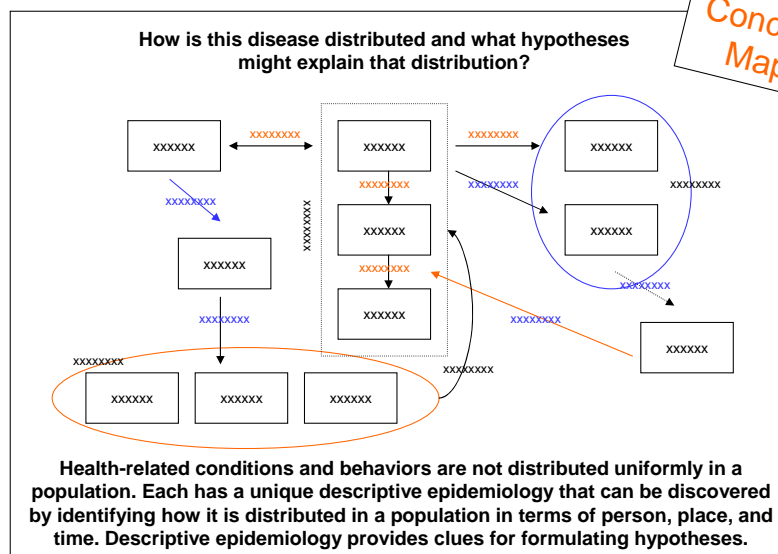 Conc
Map
How is this disease distributed and what hypotheses
might explain that distribution?
xxxxxxxx xxxxxxxx
xxxxxx xxxxxx xxxxxx
xxxxxxxx xxxxxxxx xxxxxxxx
xxxxxxxx
xxxxxxxx
xxxxxx xxxxxx
xxxxxxxx
xxxxxx
xxxxxxxx
xxxxxxxx
xxxxxxxx xxxxxx xxxxxxxx
xxxxxx
xxxxxxxx
xxxxxxxx
xxxxxx xxxxxx xxxxxx
Health-related conditions and behaviors are not distributed uniformly in a
population. Each has a unique descriptive epidemiology that can be discovered
by identifying how it is distributed in a population in terms of person, place, and
time. Descriptive epidemiology provides clues for formulating hypotheses.